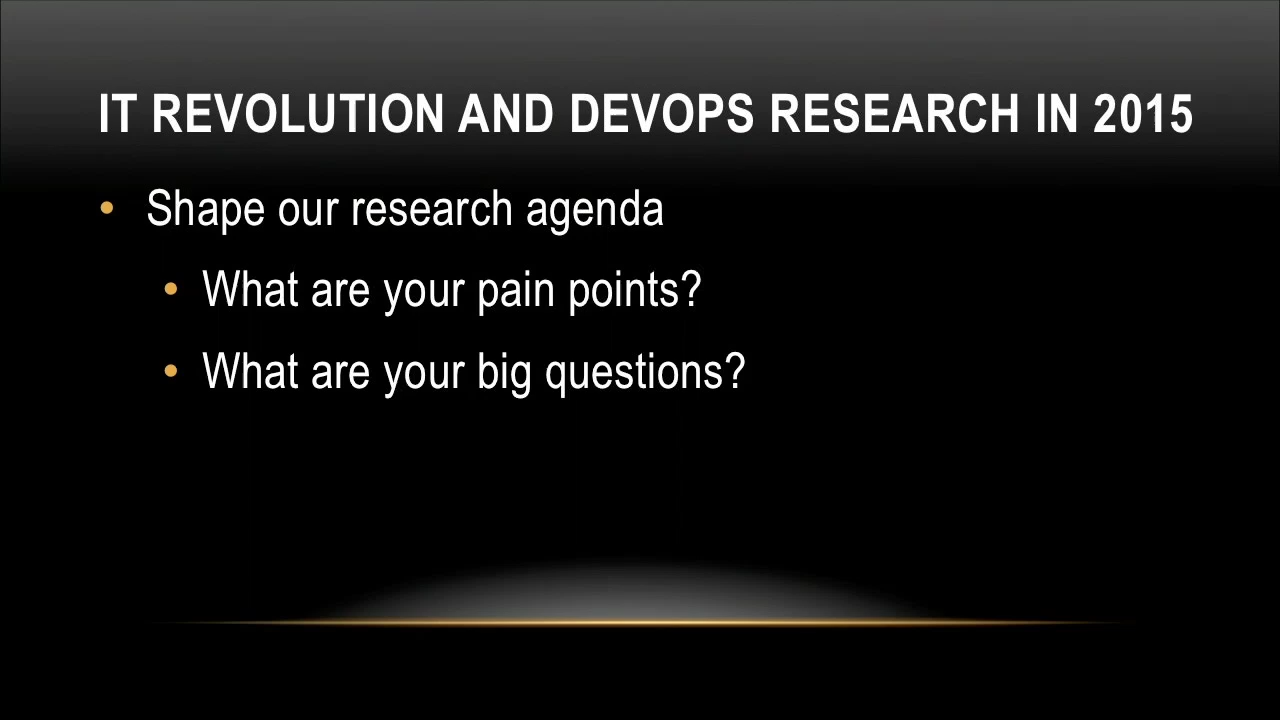 IT REVOLUTION AND DEVOPS RESEARCH IN 2015
• Shape our research agenda
• What are your pain points?
• What are your big questions?